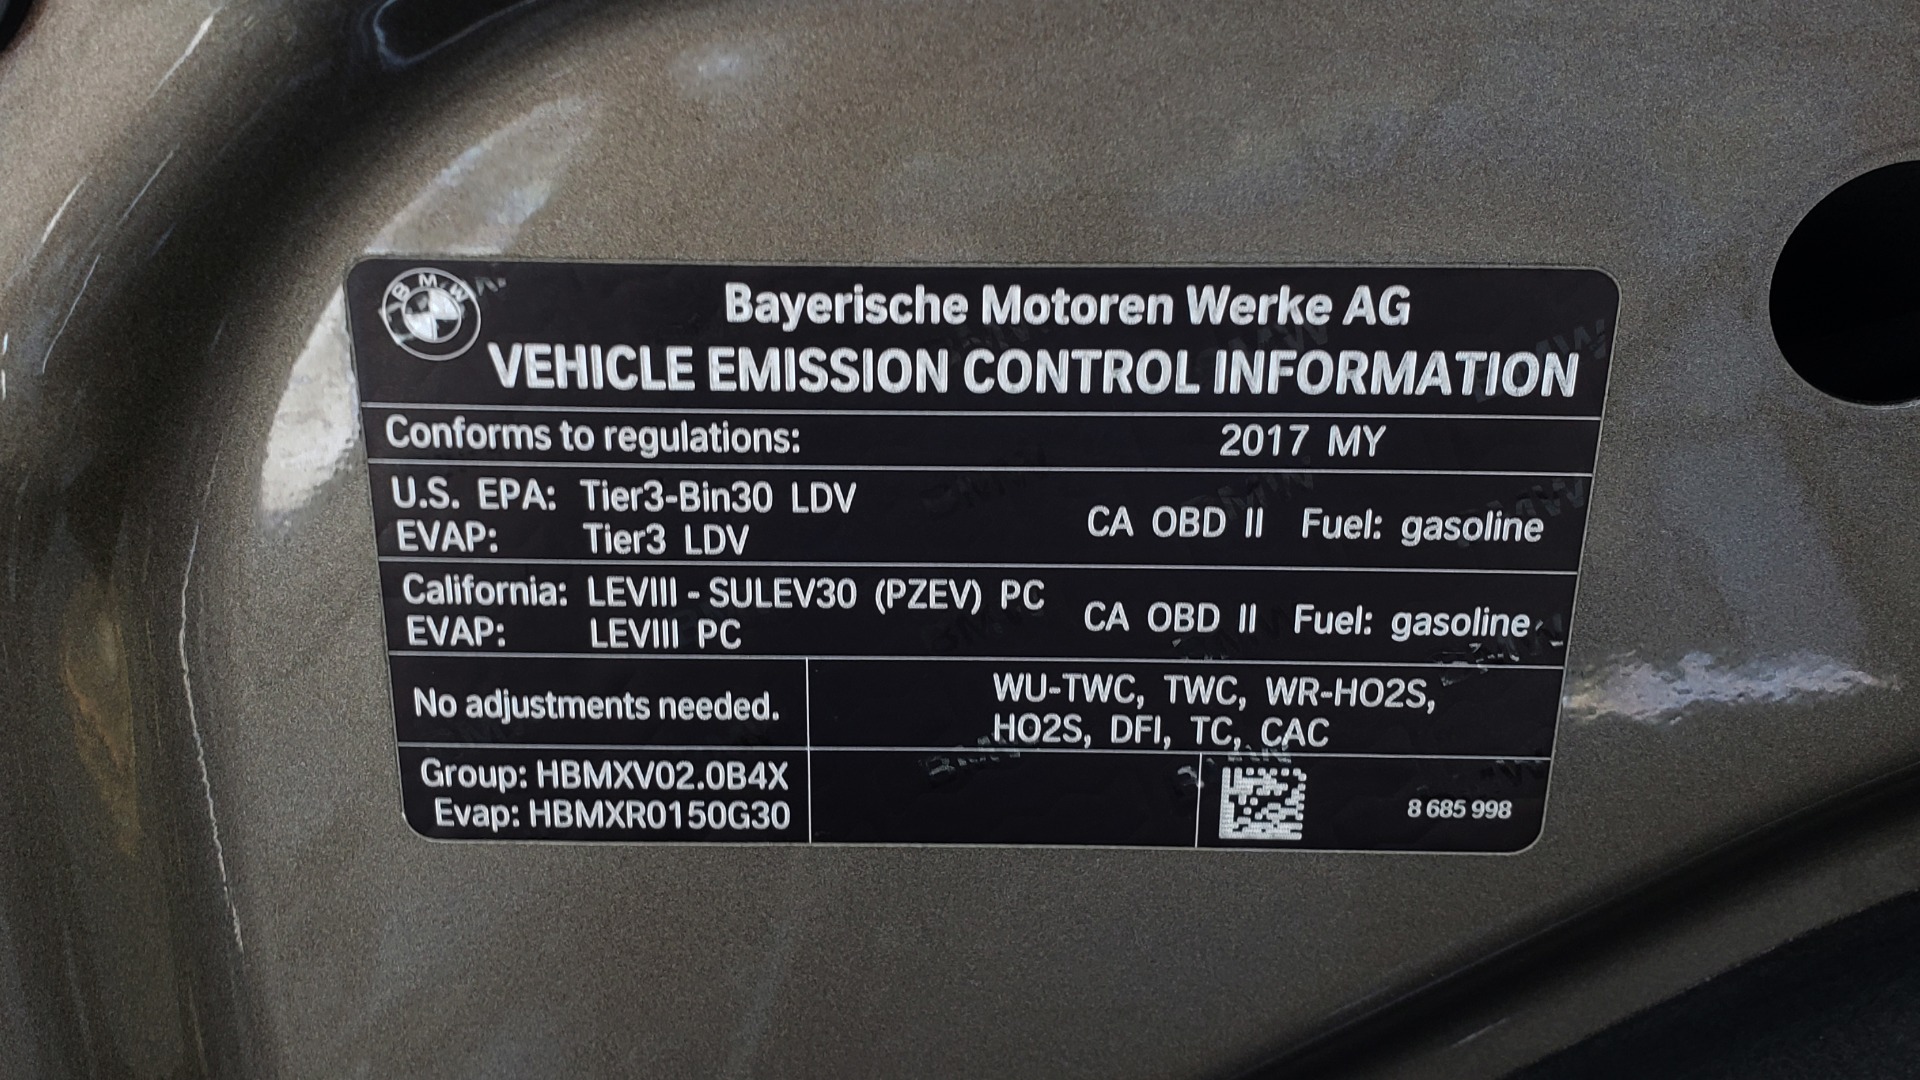 BMW
Bayerische Motoren Werke AG
VEHICLE EMISSION CONTROL INFORMATION
Conforms to regulations: 2017 MY
U.S. EPA: Tier3-Bin30 LDV
EVAP: Tier3 LDV
CA OBD II Fuel: gasoline
California: LEVIII - SULEV30 (PZEV) PC
EVAP: LEVIII PC
CA OBD II Fuel: gasoline
No adjustments needed.
WU-TWC, TWC, WR-HO2S,
HO2S, DFI, TC, CAC
Group: HBMXV02.0B4X
Evap: HBMXR0150G30
8 685 998